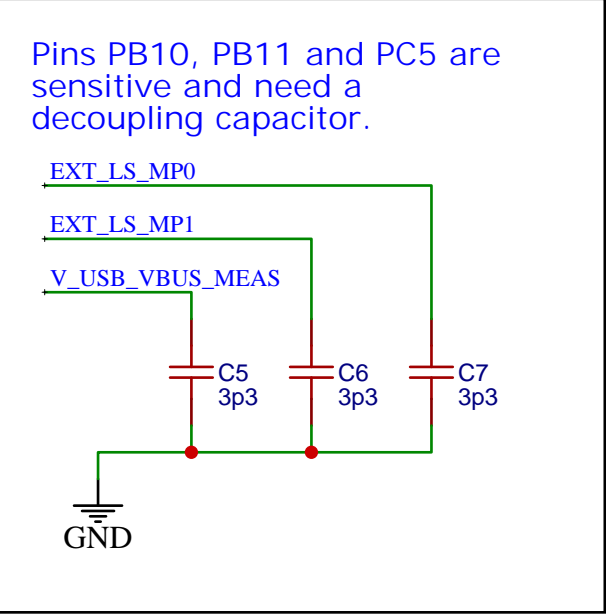 Pins PB10, PB11 and PC5 are
sensitive and need a
decoupling capacitor.
EXT_LS_MP0
EXT_LS_MP1
V_USB_VBUS_MEAS
C5
3p3
C6
3p3
C7
3p3
GND